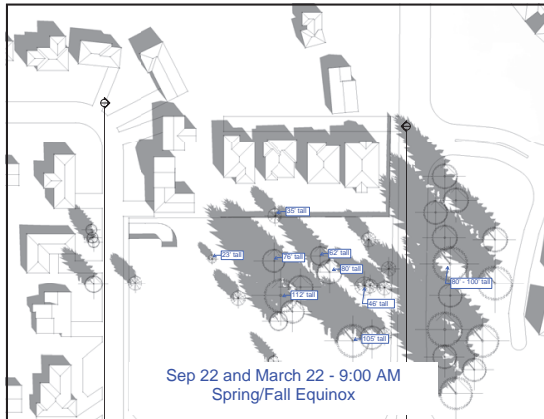 35' tall
23' tall
76' tall
62' tall
80' tall
80' - 100' tall
112' tall
46' tall
105' tall
Sep 22 and March 22 - 9:00 AM
Spring/Fall Equinox